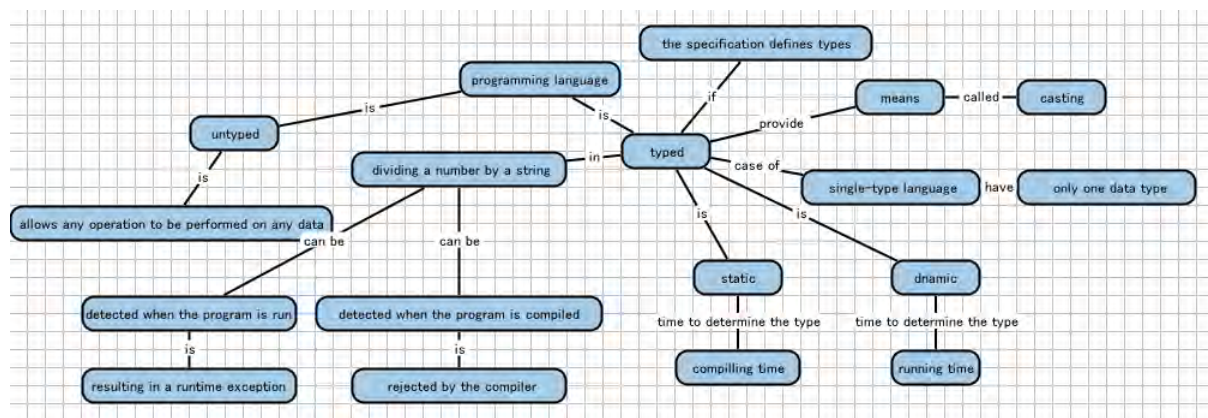 the specification defines types
programming language
is
if
means
called
casting
is
provide
untyped
typed
in
dividing a number by a string
case of
is
single-type language
have
only one data type
allows any operation to be performed on any data
is
is
can be
can be
static
dnamic
detected when the program is run
detected when the program is compiled
time to determine the type
time to determine the type
is
is
compilling time
running time
resulting in a runtime exception
rejected by the compiler